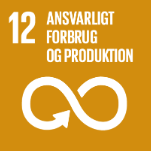 12 ANSVARLIGT
FORBRUG
OG PRODUKTION